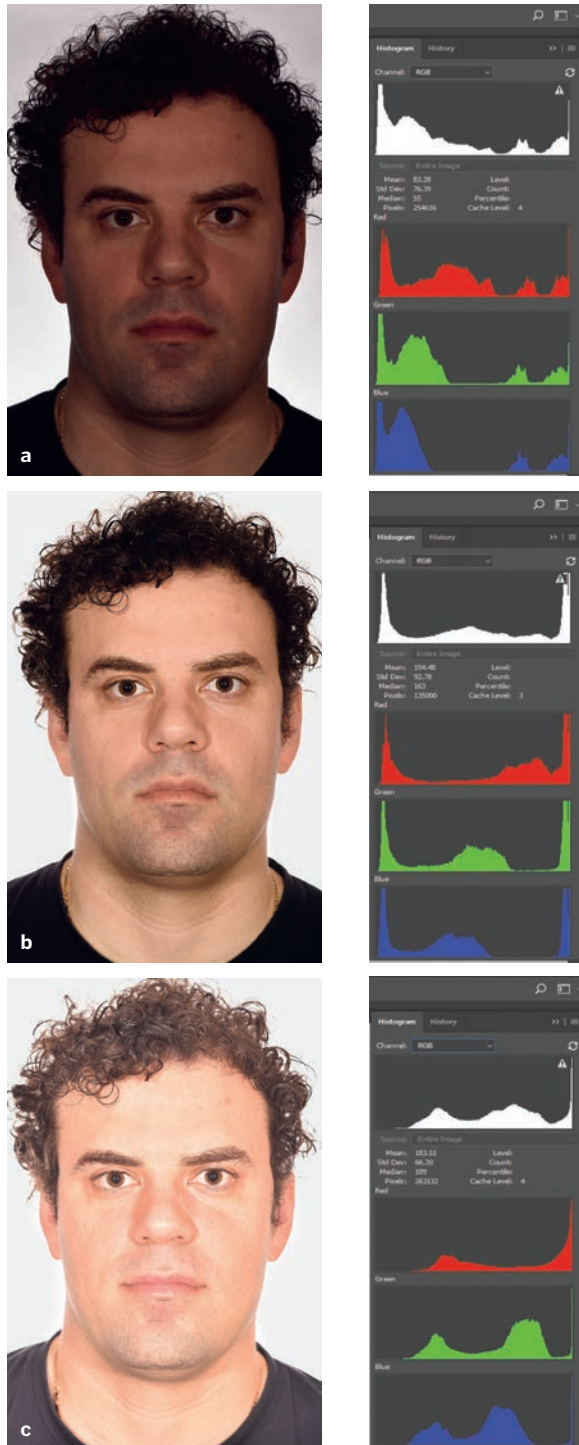 Histogram History
Channel: RGB
Source: Entire Image
Mean: 83.28 Level:
Std Dev: 76.39 Count:
Median: 55 Percentile:
Pixels: 254616 Cache Level: 4
Red
Green
Blue
a
Histogram History
Channel: RGB
Source: Entire Image
Mean: 154.48 Level:
Std Dev: 92.78 Count:
Median: 163 Percentile:
Pixels: 135000 Cache Level: 3
Red
Green
Blue
b
Histogram History
Channel: RGB
Source: Entire Image
Mean: 183.51 Level:
Std Dev: 66.20 Count:
Median: 189 Percentile:
Pixels: 263132 Cache Level: 4
Red
Green
Blue
c